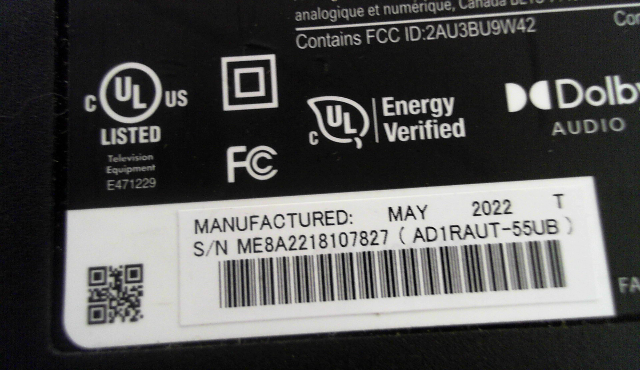 analogique et numérique, Canada
Contains FCC ID:2AU3BU9W42
C UL US
LISTED
Television
Equipment
E471229
FC
C UL Energy
Verified
Dolby
AUDIO
MANUFACTURED: MAY 2022 T
S/N ME8A2218107827 ( AD1RAUT-55UB )
FA